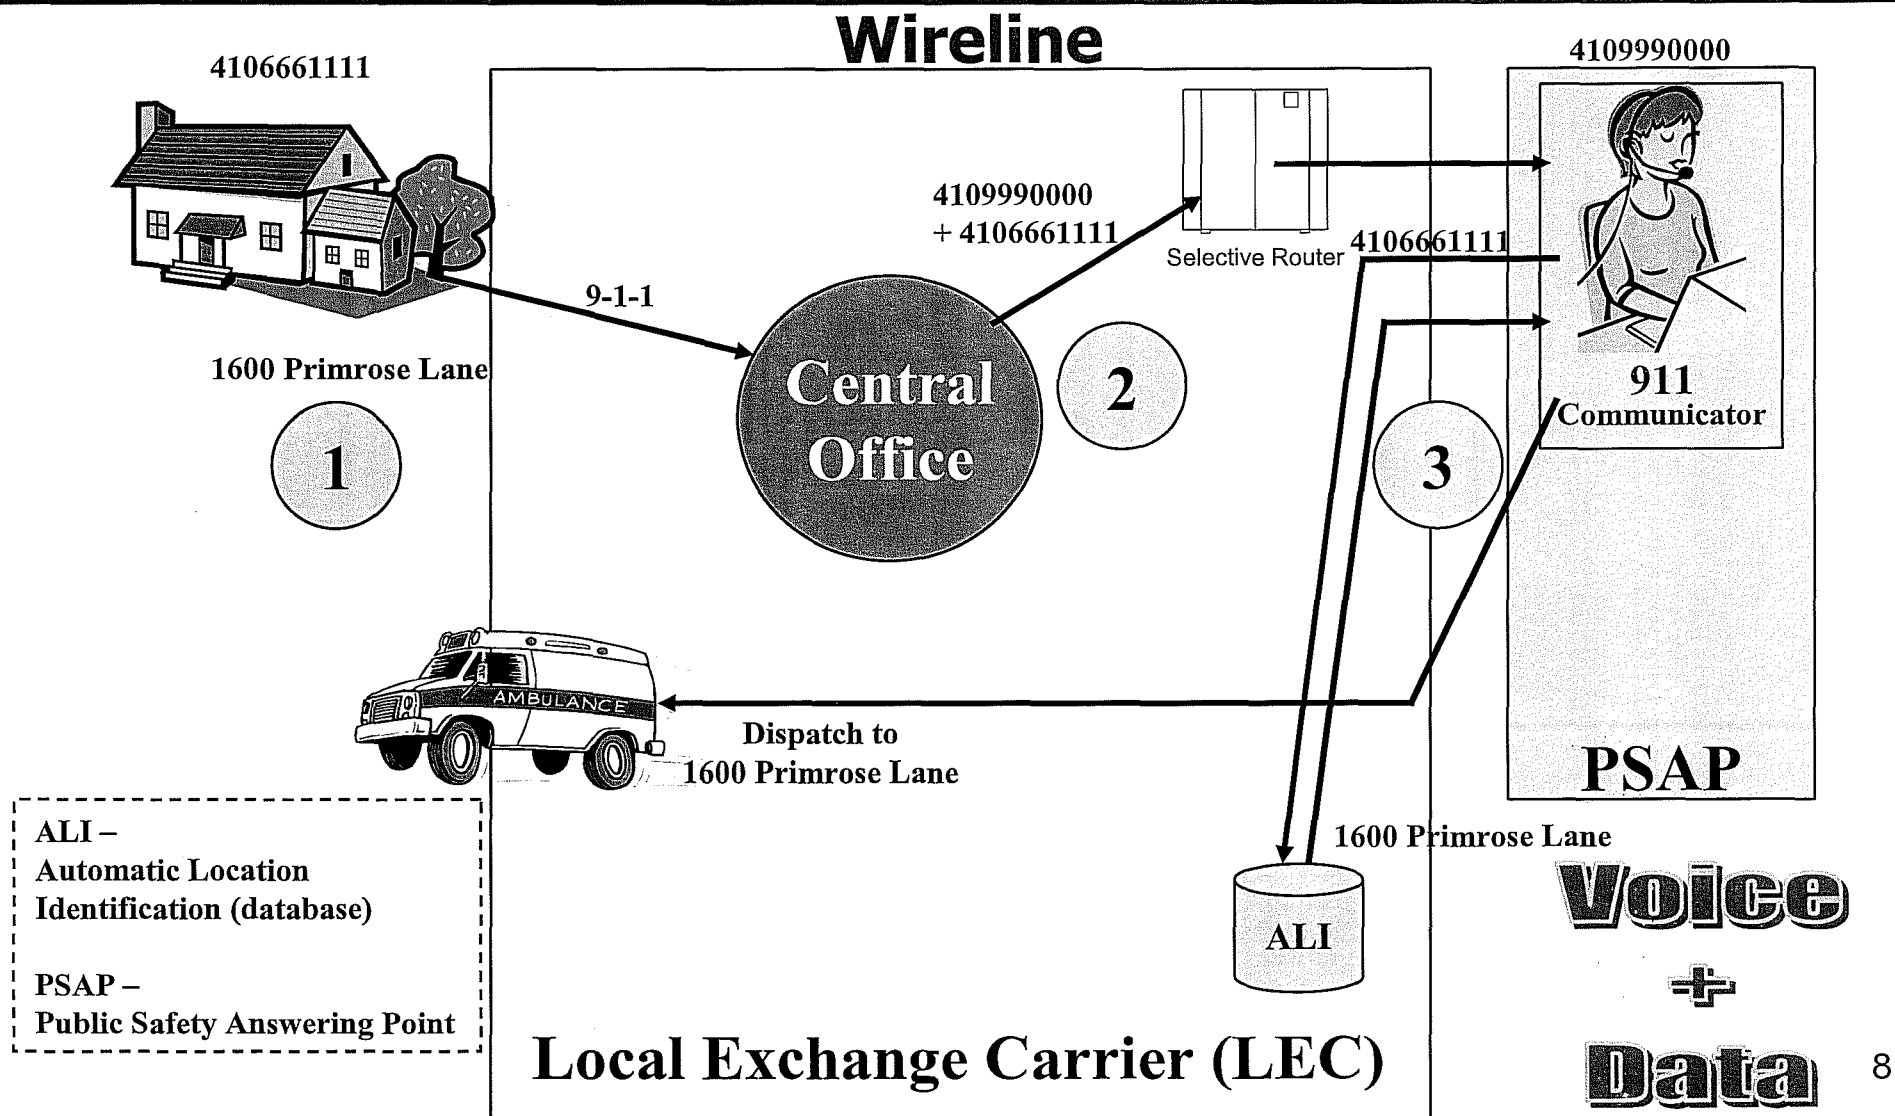 Wireline
4106661111
4109990000
4109990000
+ 4106661111
Selective Router
4106661111
9-1-1
1600 Primrose Lane
Central
Office
1
2
3
911
Communicator
AMBULANCE
Dispatch to
1600 Primrose Lane
PSAP
1600 Primrose Lane
ALI
ALI –
Automatic Location
Identification (database)
PSAP –
Public Safety Answering Point
Local Exchange Carrier (LEC)
Voice
+
Data
8